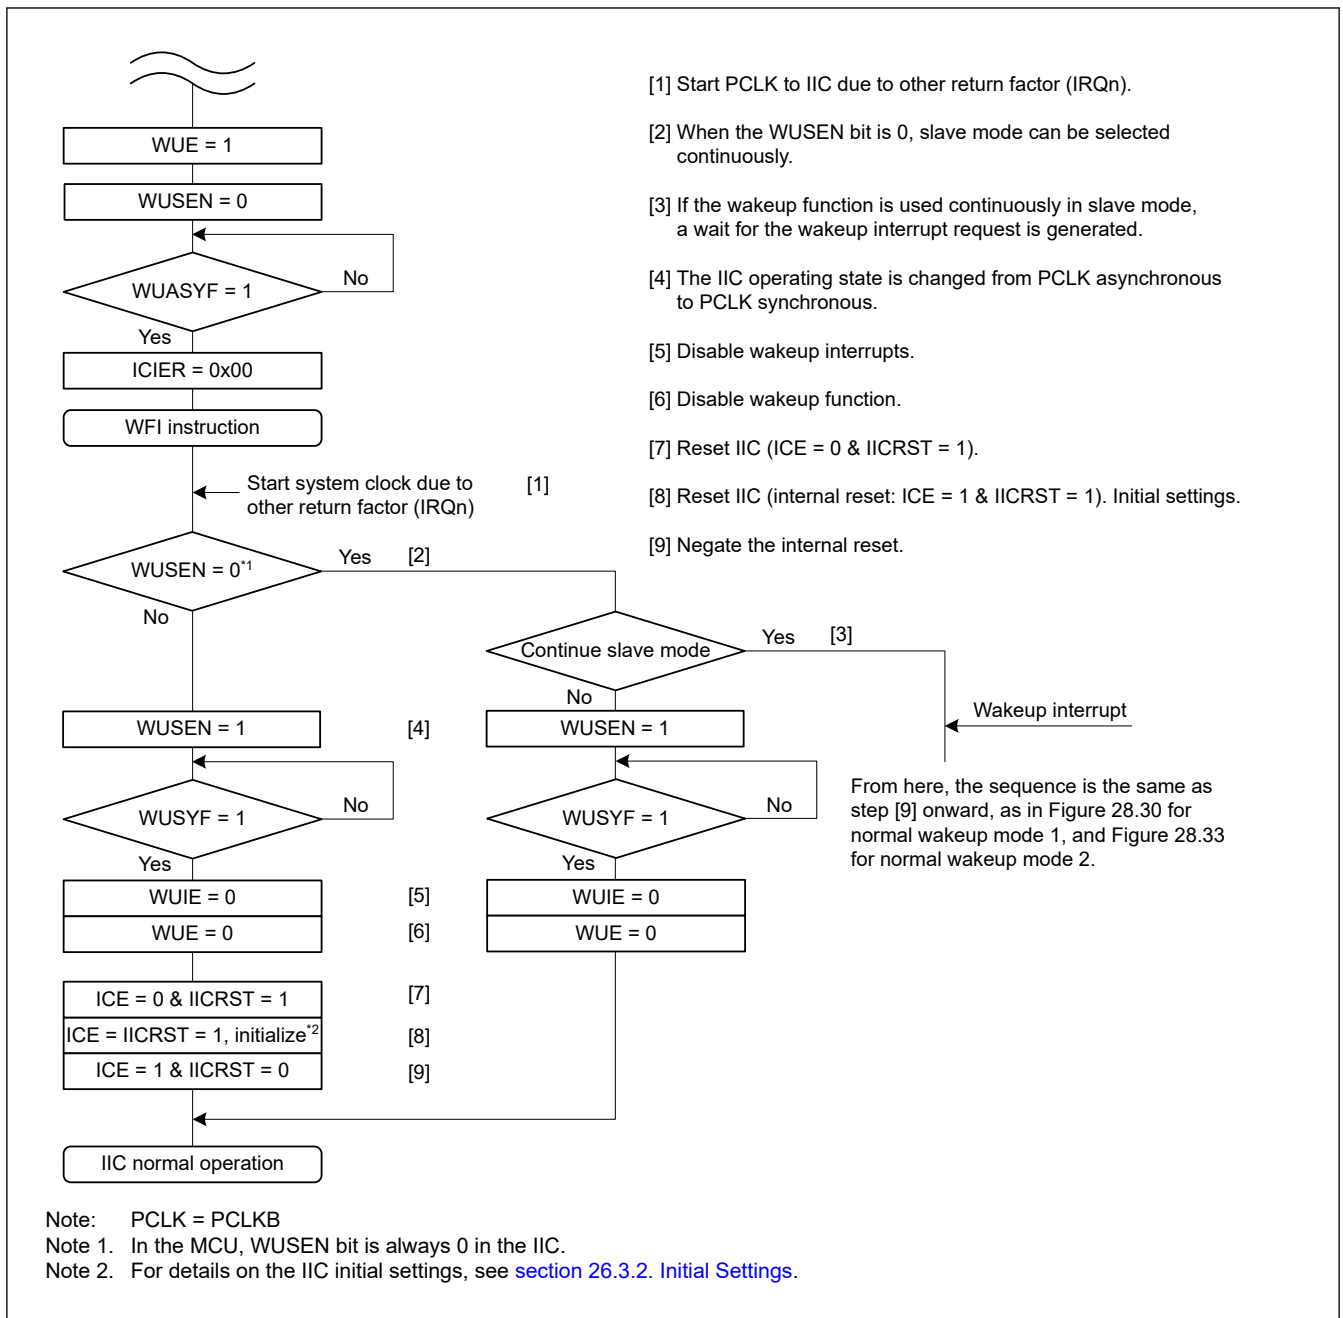 WUE = 1
WUSEN = 0
WUASYF = 1
No
Yes
ICIER = 0x00
WFI instruction
Start system clock due to
other return factor (IRQn)
[1]
WUSEN = 0*1
Yes
[2]
No
Continue slave mode
Yes
[3]
No
Wakeup interrupt
From here, the sequence is the same as
step [9] onward, as in Figure 28.30 for
normal wakeup mode 1, and Figure 28.33
for normal wakeup mode 2.
WUSEN = 1
[4]
WUSEN = 1
WUSYF = 1
No
Yes
WUSYF = 1
No
Yes
WUIE = 0
[5]
WUIE = 0
WUE = 0
[6]
WUE = 0
ICE = 0 & IICRST = 1
[7]
ICE = IICRST = 1, initialize*2
[8]
ICE = 1 & IICRST = 0
[9]
IIC normal operation
[1] Start PCLK to IIC due to other return factor (IRQn).
[2] When the WUSEN bit is 0, slave mode can be selected
continuously.
[3] If the wakeup function is used continuously in slave mode,
a wait for the wakeup interrupt request is generated.
[4] The IIC operating state is changed from PCLK asynchronous
to PCLK synchronous.
[5] Disable wakeup interrupts.
[6] Disable wakeup function.
[7] Reset IIC (ICE = 0 & IICRST = 1).
[8] Reset IIC (internal reset: ICE = 1 & IICRST = 1). Initial settings.
[9] Negate the internal reset.
Note: PCLK = PCLKB
Note 1. In the MCU, WUSEN bit is always 0 in the IIC.
Note 2. For details on the IIC initial settings, see section 26.3.2. Initial Settings.